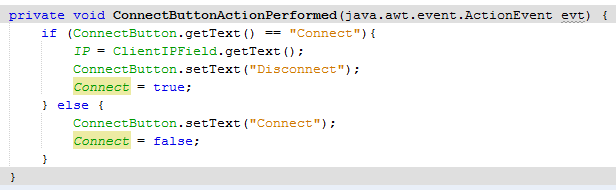 private void ConnectButtonActionPerformed(java.awt.event.ActionEvent evt) {
if (ConnectButton.getText() == "Connect"){
IP = ClientIPField.getText();
ConnectButton.setText("Disconnect");
Connect = true;
} else {
ConnectButton.setText("Connect");
Connect = false;
}
}